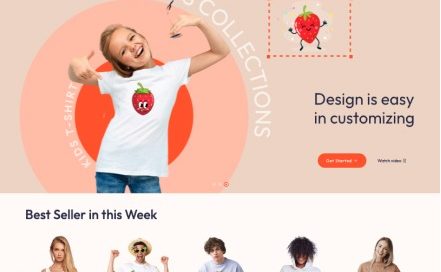 KIDS T-SHIRT
COLLECTIONS
Design is easy
in customizing
Get Started
Watch video
Best Seller in this Week